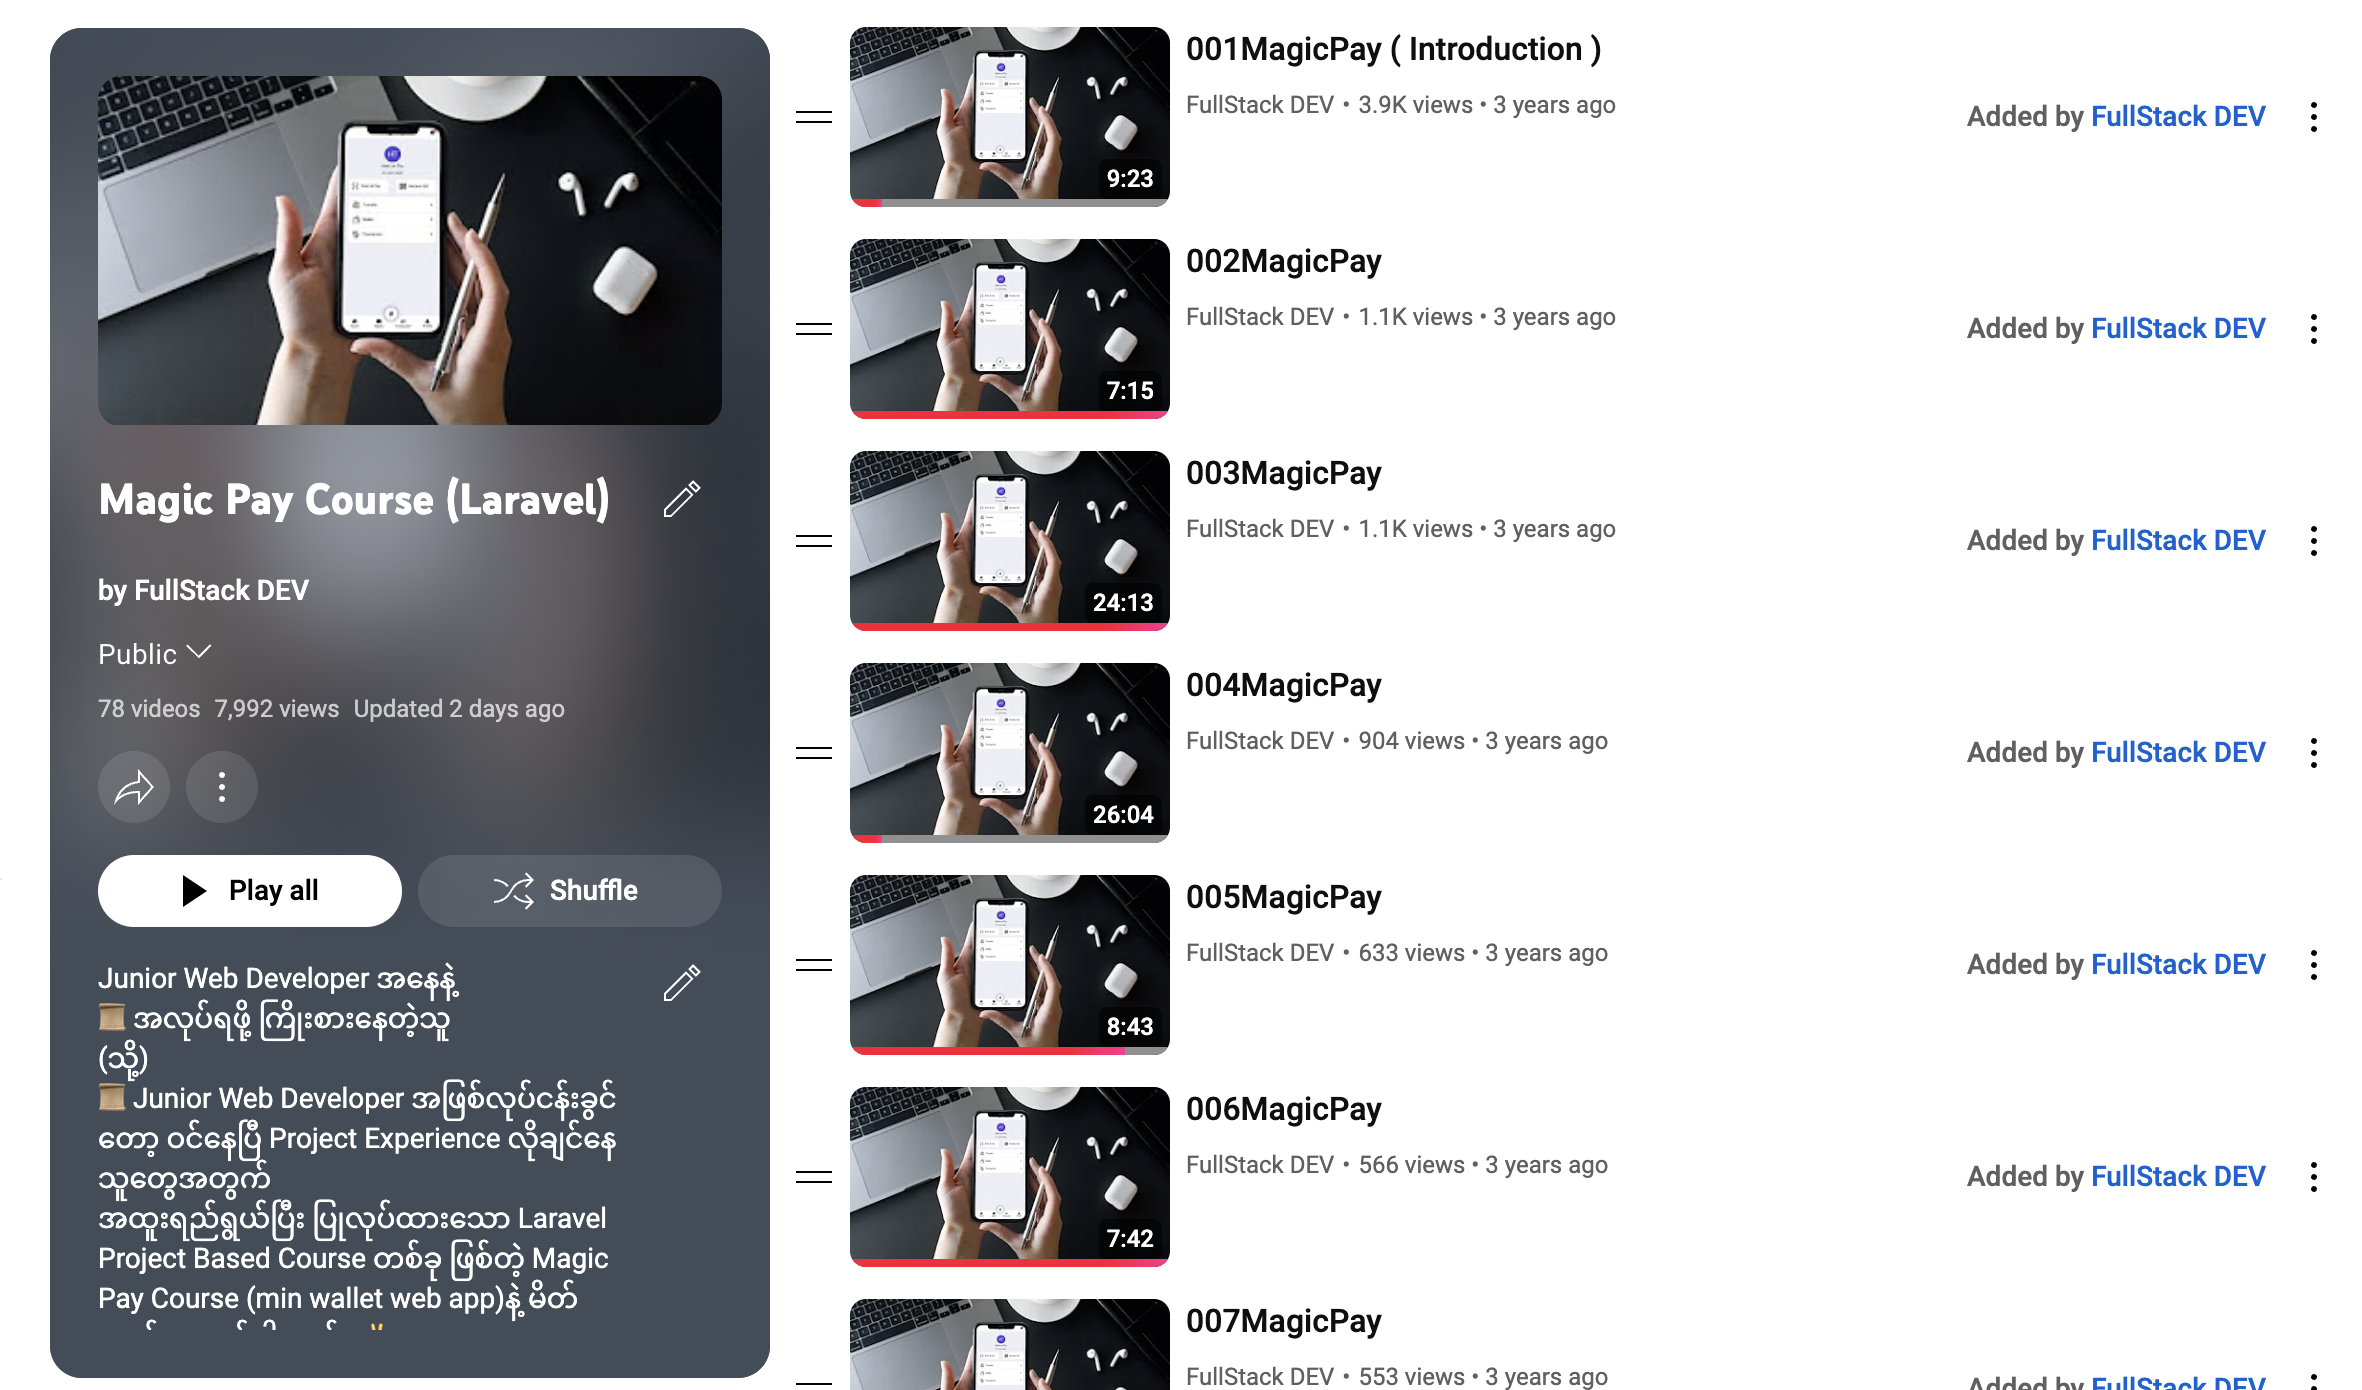 Magic Pay Course (Laravel)
by FullStack DEV
Public
78 videos 7,992 views Updated 2 days ago
Play all
Shuffle
Junior Web Developer အနေနဲ့
📜 အလုပ်ရဖို့ ကြိုးစားနေတဲ့သူ
(သို့)
📜 Junior Web Developer အဖြစ်လုပ်ငန်းခွင်
တော့ ဝင်နေပြီ Project Experience လိုချင်နေ
သူတွေအတွက်
အထူးရည်ရွယ်ပြီး ပြုလုပ်ထားသော Laravel
Project Based Course တစ်ခု ဖြစ်တဲ့ Magic
Pay Course (min wallet web app)နဲ့ မိတ်
001MagicPay ( Introduction )
FullStack DEV • 3.9K views • 3 years ago
Added by FullStack DEV
9:23
002MagicPay
FullStack DEV • 1.1K views • 3 years ago
Added by FullStack DEV
7:15
003MagicPay
FullStack DEV • 1.1K views • 3 years ago
Added by FullStack DEV
24:13
004MagicPay
FullStack DEV • 904 views • 3 years ago
Added by FullStack DEV
26:04
005MagicPay
FullStack DEV • 633 views • 3 years ago
Added by FullStack DEV
8:43
006MagicPay
FullStack DEV • 566 views • 3 years ago
Added by FullStack DEV
7:42
007MagicPay
FullStack DEV • 553 views • 3 years ago
Added by FullStack DEV